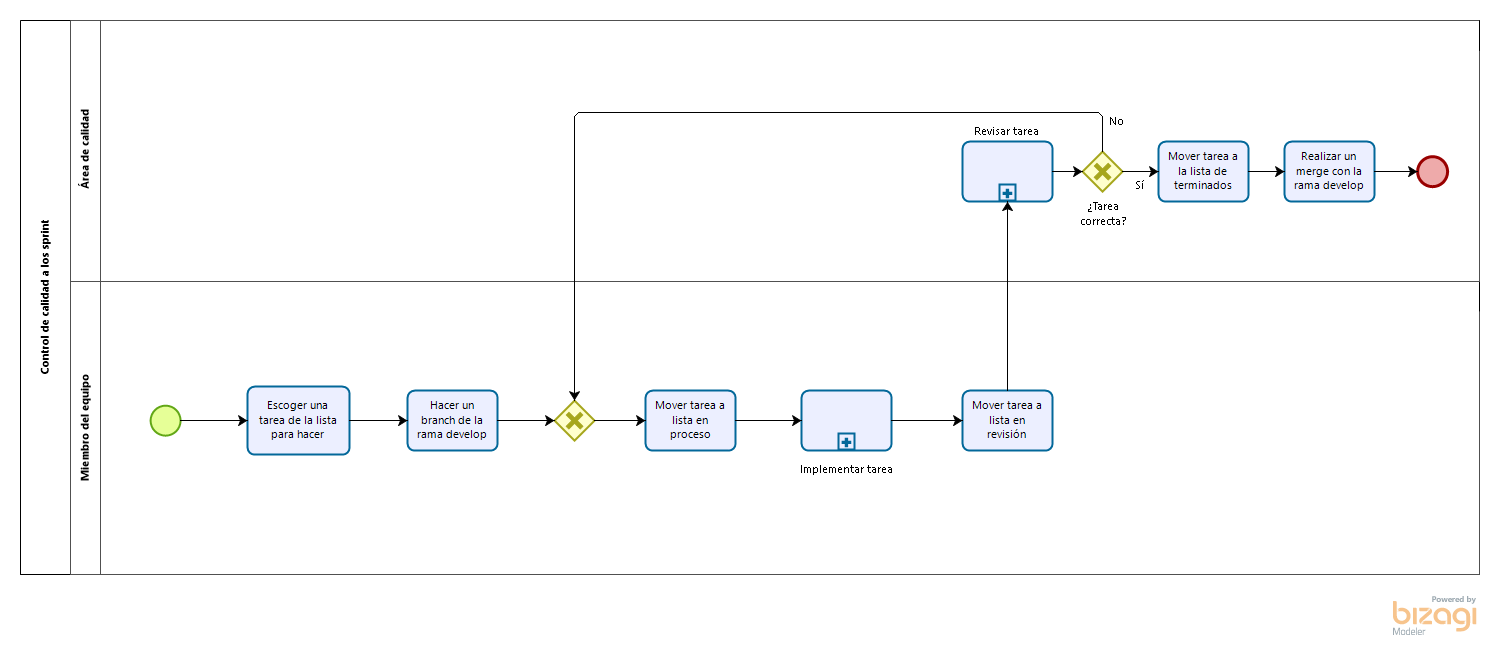 Control de calidad a los sprint
Área de calidad
No
Revisar tarea
Mover tarea a
la lista de
terminados
Realizar un
merge con la
rama develop
Sí
¿Tarea
correcta?
Miembro del equipo
Escoger una
tarea de la lista
para hacer
Hacer un
branch de la
rama develop
Mover tarea a
lista en
proceso
Implementar tarea
Mover tarea a
lista en
revisión
Powered by
bizagi
Modeler